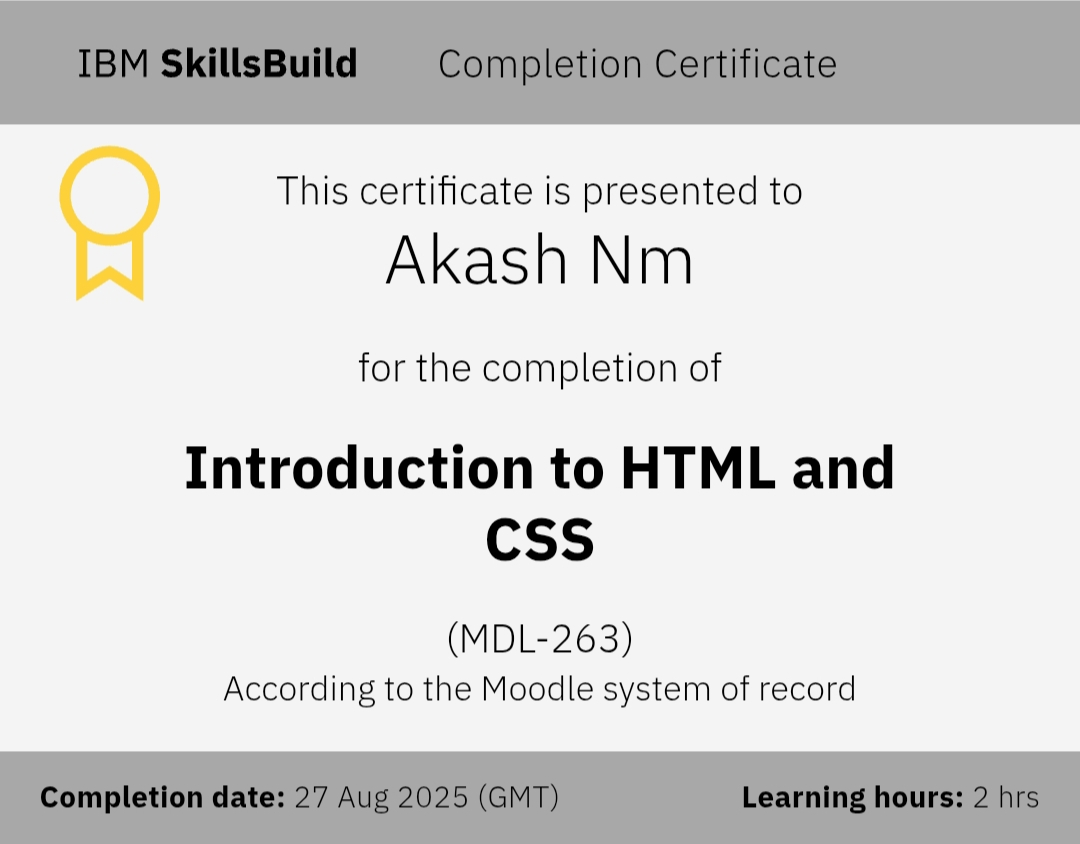 IBM SkillsBuild Completion Certificate
This certificate is presented to
Akash Nm
for the completion of
Introduction to HTML and
CSS
(MDL-263)
According to the Moodle system of record
Completion date: 27 Aug 2025 (GMT) Learning hours: 2 hrs